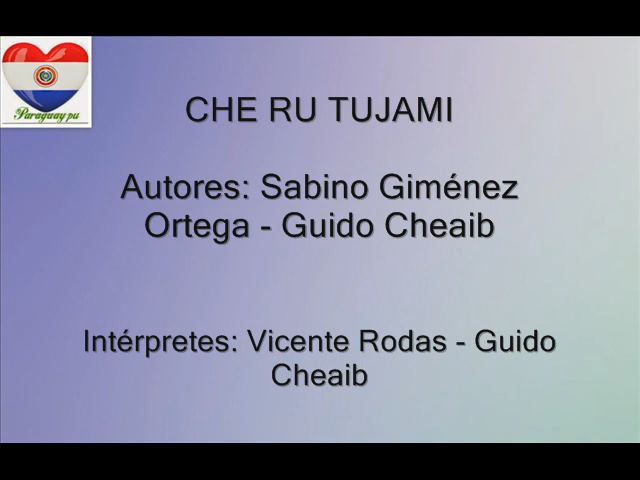 Paraguay pu
CHE RU TUJAMI
Autores: Sabino Giménez
Ortega - Guido Cheaib
Intérpretes: Vicente Rodas - Guido
Cheaib